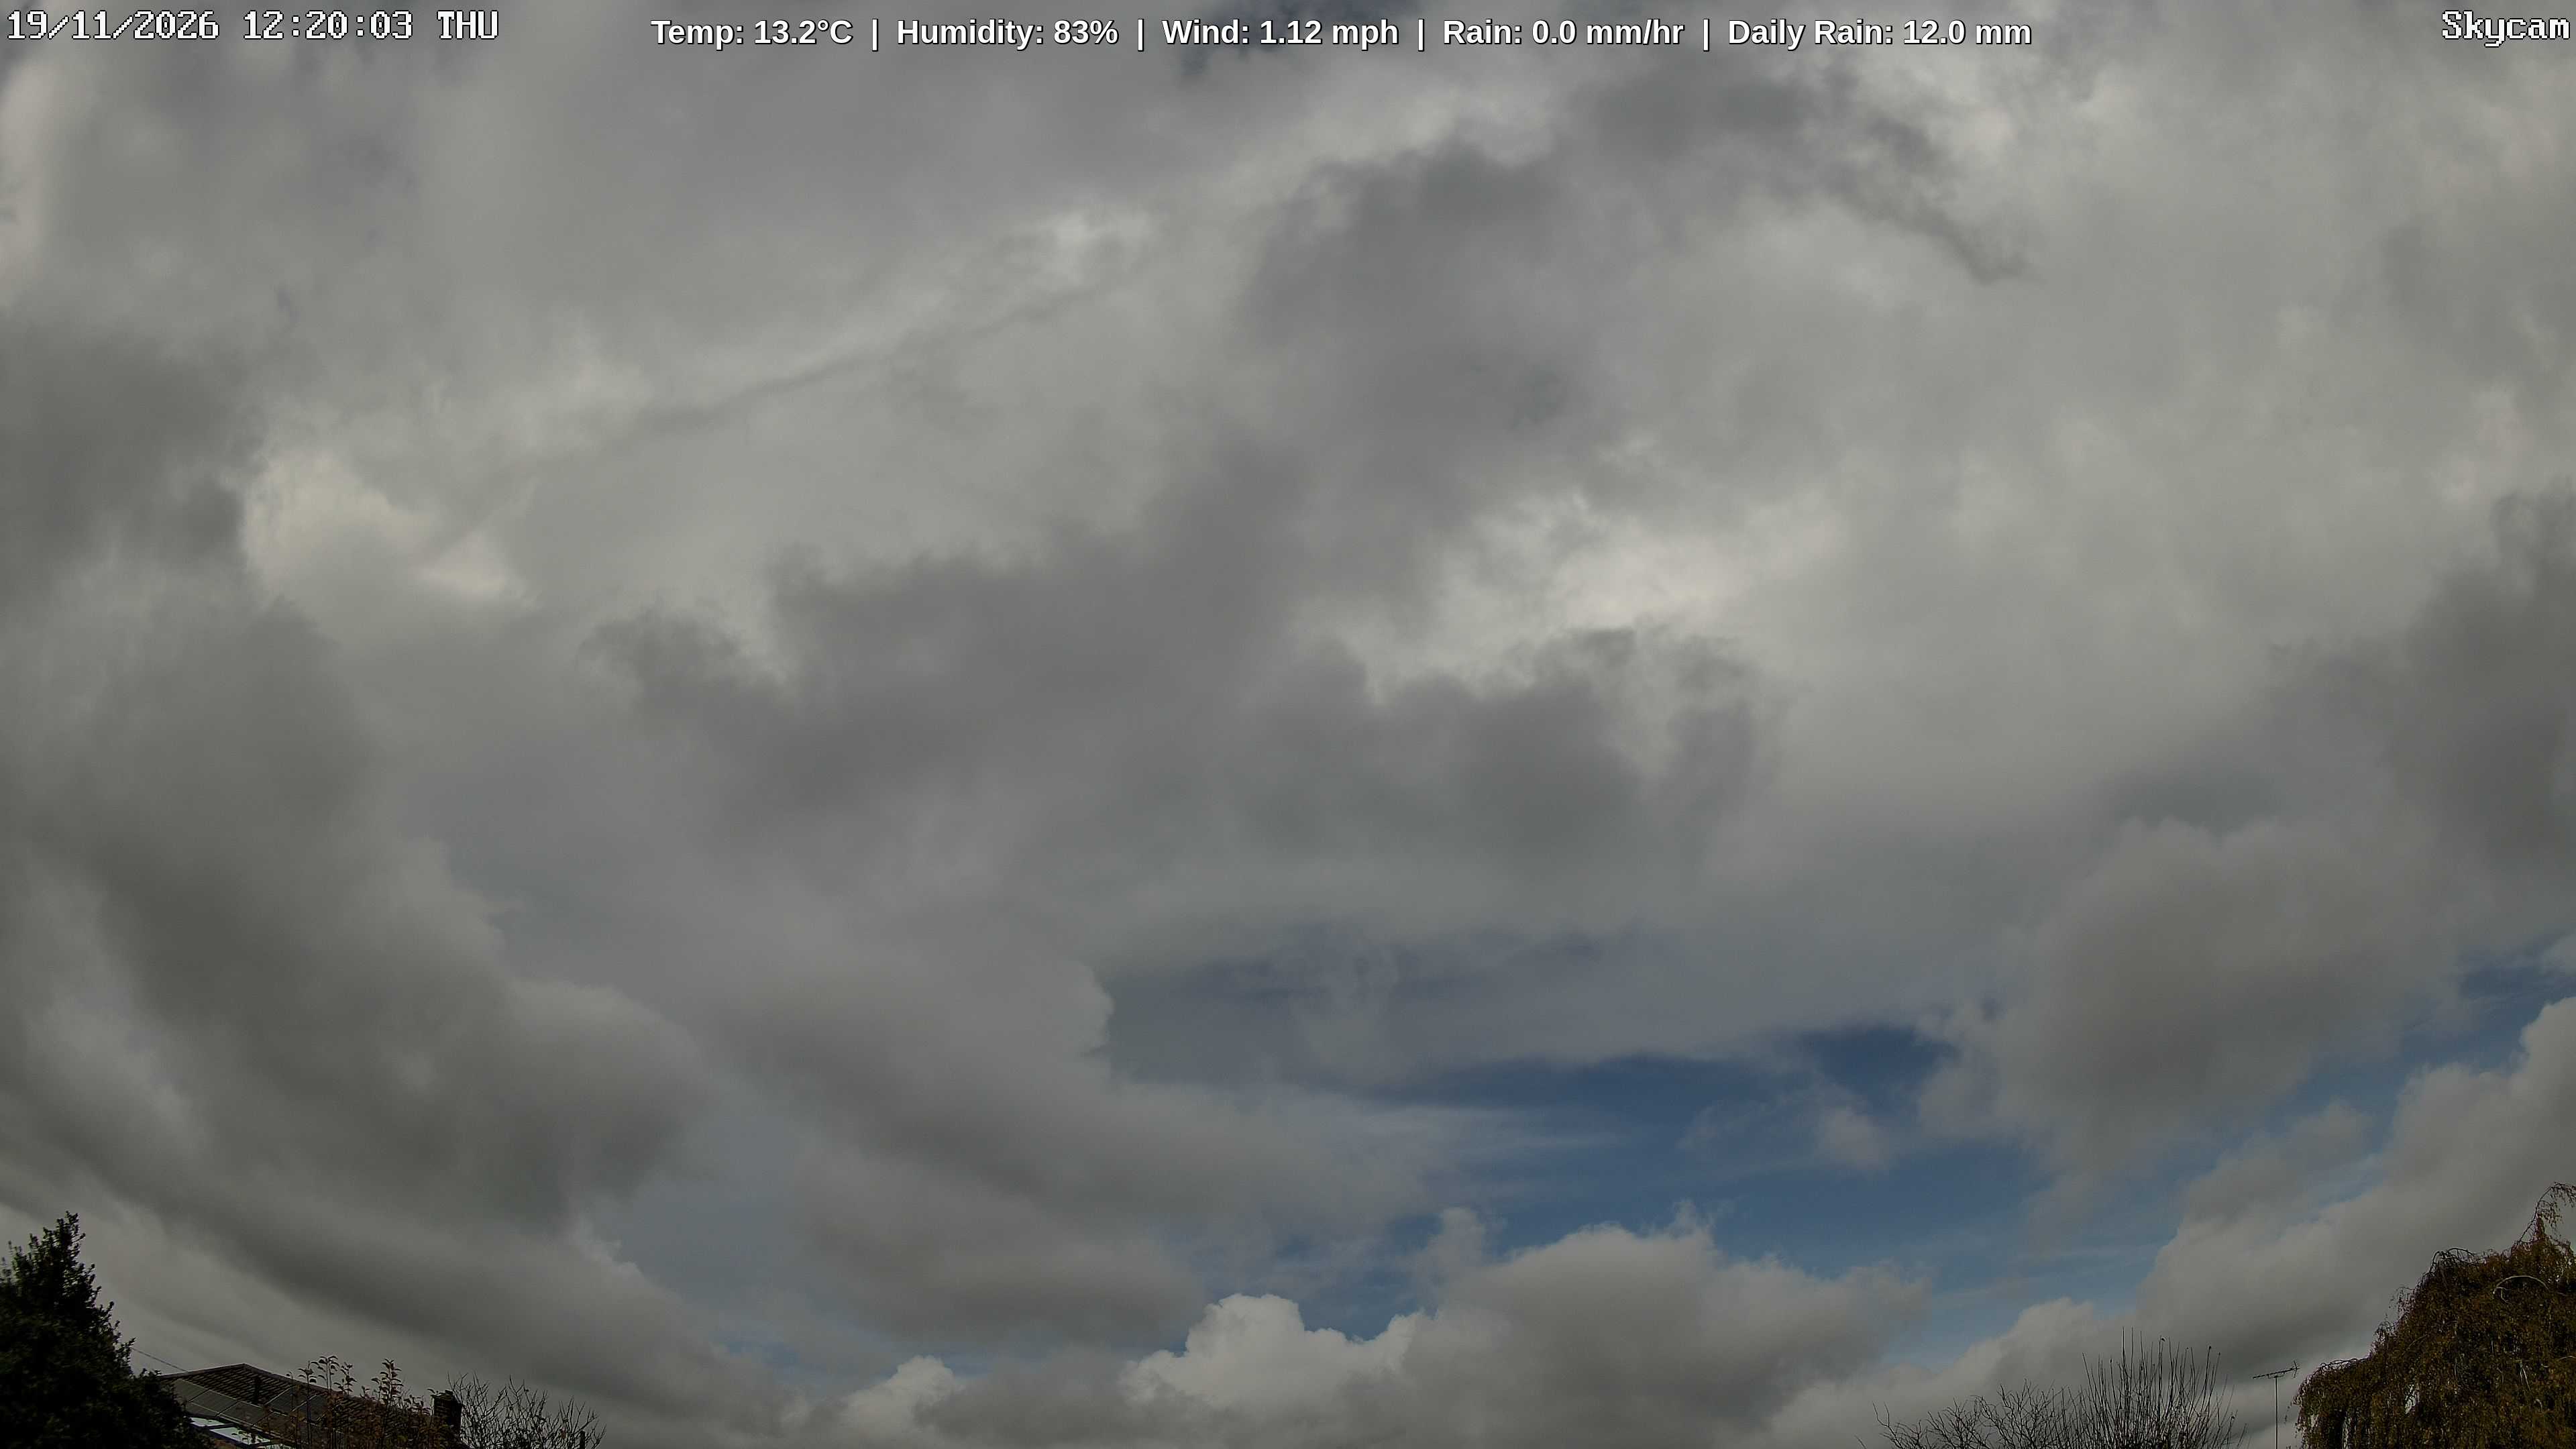 19/11/2026 12:20:03 THU
Temp: 13.2°C | Humidity: 83% | Wind: 1.12 mph | Rain: 0.0 mm/hr | Daily Rain: 12.0 mm
Skycam